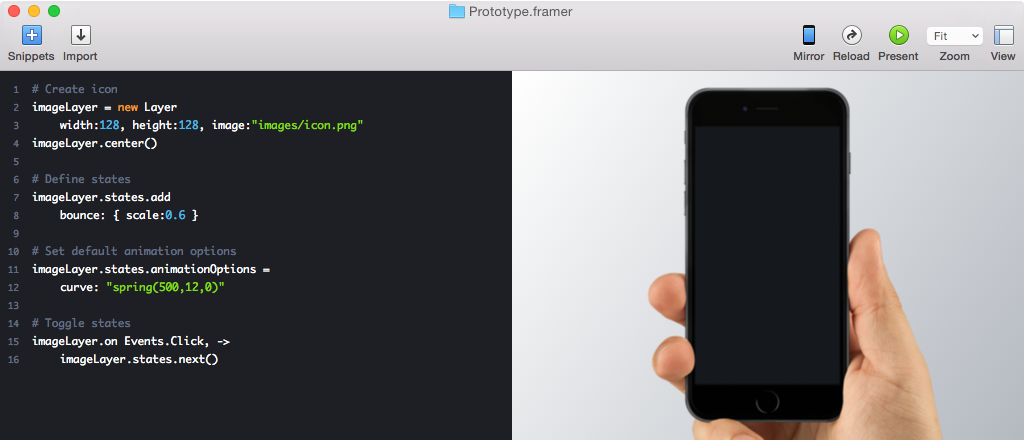 Prototype.framer
Snippets Import Mirror Reload Present Fit Zoom View
1 # Create icon
2 imageLayer = new Layer
3 width:128, height:128, image:"images/icon.png"
4 imageLayer.center()
5
6 # Define states
7 imageLayer.states.add
8 bounce: { scale:0.6 }
9
10 # Set default animation options
11 imageLayer.states.animationOptions =
12 curve: "spring(500,12,0)"
13
14 # Toggle states
15 imageLayer.on Events.Click, ->
16 imageLayer.states.next()